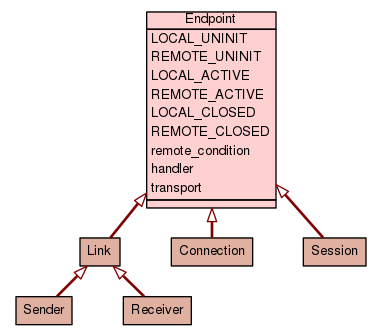 Endpoint
LOCAL_UNINIT
REMOTE_UNINIT
LOCAL_ACTIVE
REMOTE_ACTIVE
LOCAL_CLOSED
REMOTE_CLOSED
remote_condition
handler
transport
Link
Connection
Session
Sender
Receiver